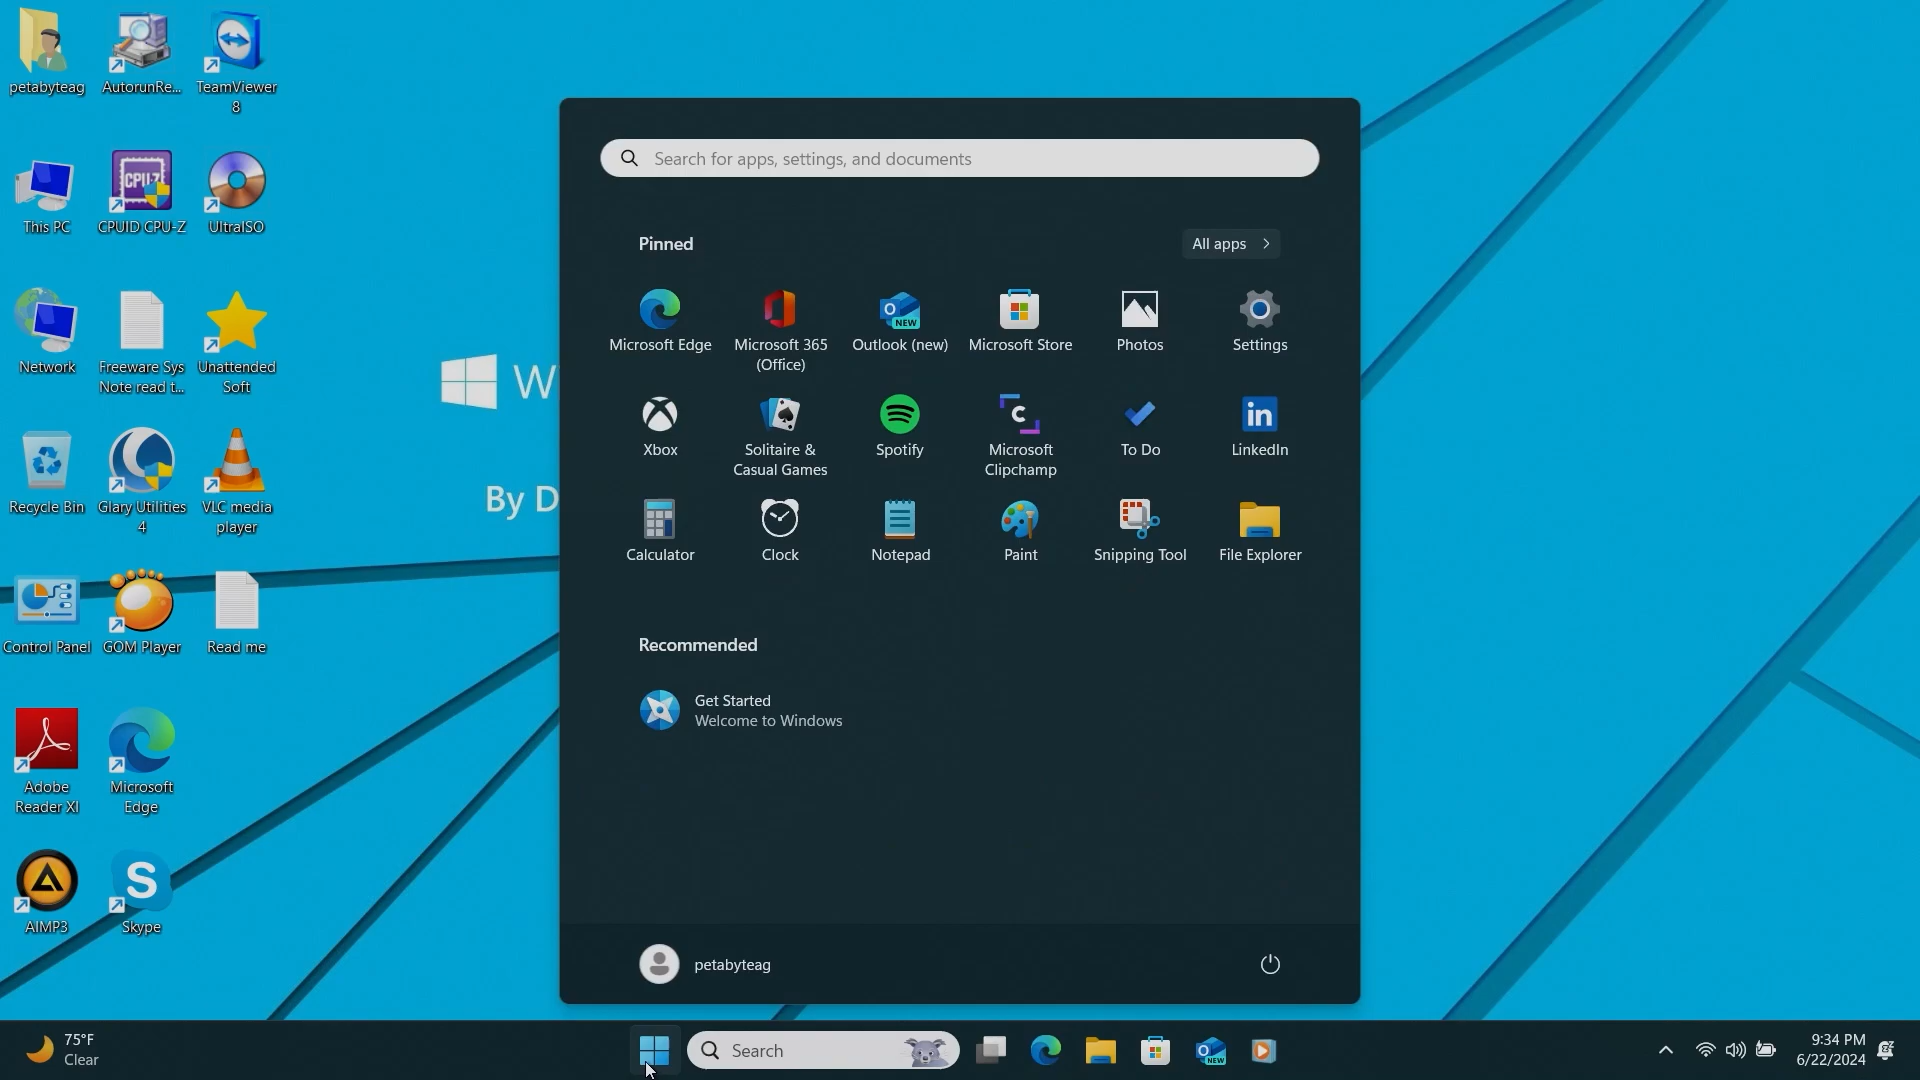 petabyteag
AutorunRe...
TeamViewer
8
This PC
CPU-Z
CPUID CPU-Z
UltraISO
Network
Freeware Sys
Note read t...
Unattended
Soft
Recycle Bin
Glary Utilities
4
VLC media
player
Control Panel
GOM Player
Read me
Adobe
Reader XI
Microsoft
Edge
AIMP3
S
Skype
W
By D
Search for apps, settings, and documents
Pinned
All apps
Microsoft Edge
Microsoft 365
(Office)
O
NEW
Outlook (new)
Microsoft Store
Photos
Settings
Xbox
Solitaire &
Casual Games
Spotify
C
Microsoft
Clipchamp
To Do
in
LinkedIn
Calculator
Clock
Notepad
Paint
Snipping Tool
File Explorer
Recommended
Get Started
Welcome to Windows
petabyteag
75°F
Clear
Search
O
NEW
9:34 PM
6/22/2024